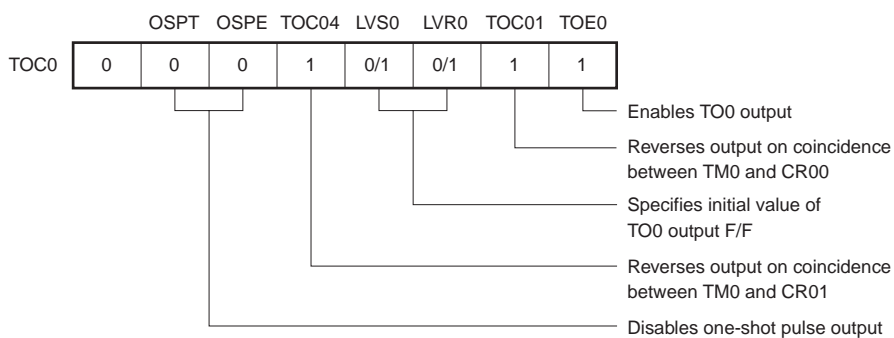 OSPT OSPE TOC04 LVS0 LVR0 TOC01 TOE0
TOC0 0 0 0 1 0/1 0/1 1 1
Enables TO0 output
Reverses output on coincidence
between TM0 and CR00
Specifies initial value of
TO0 output F/F
Reverses output on coincidence
between TM0 and CR01
Disables one-shot pulse output